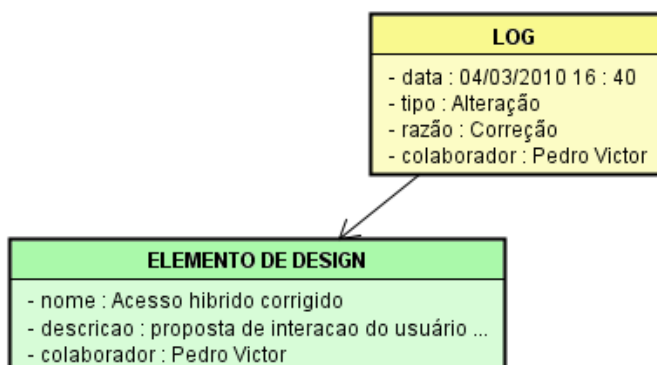 LOG
- data : 04/03/2010 16 : 40
- tipo : Alteração
- razão : Correção
- colaborador : Pedro Victor
ELEMENTO DE DESIGN
- nome : Acesso hibrido corrigido
- descricao : proposta de interacao do usuário ...
- colaborador : Pedro Victor